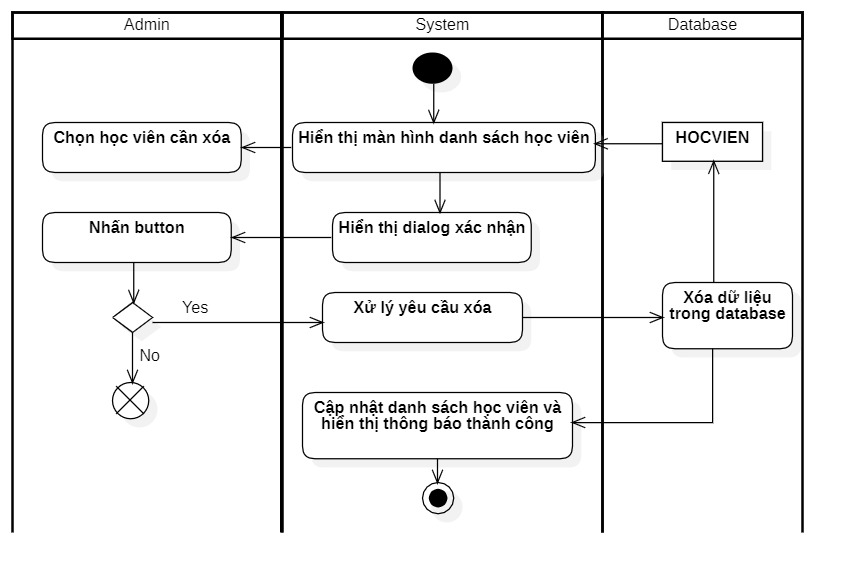 Admin
System
Database
Chọn học viên cần xóa
Hiển thị màn hình danh sách học viên
HOCVIEN
Nhấn button
Hiển thị dialog xác nhận
Yes
Xử lý yêu cầu xóa
Xóa dữ liệu
trong database
No
Cập nhật danh sách học viên và
hiển thị thông báo thành công